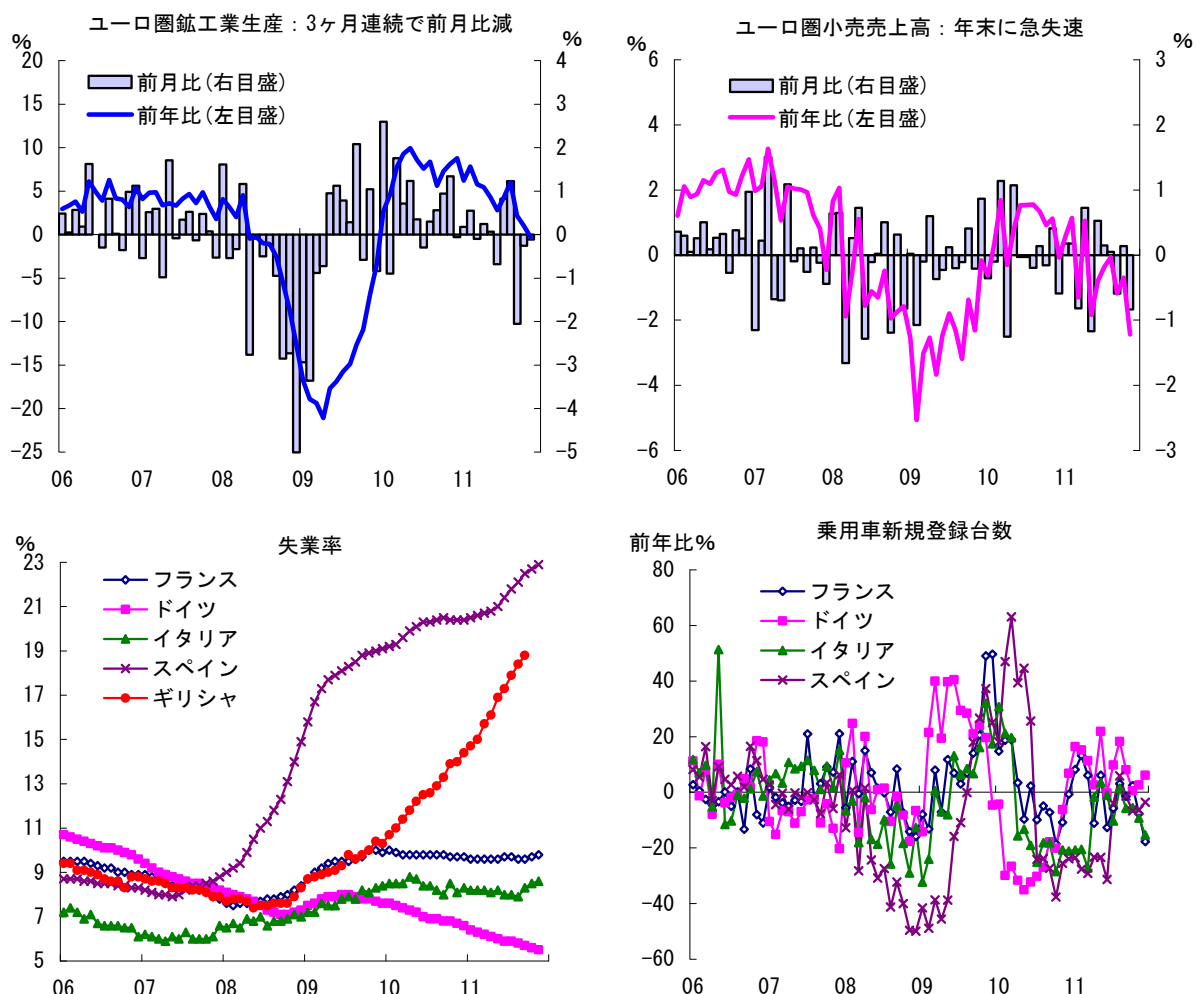 ユーロ圏鉱工業生産：3ヶ月連続で前月比減
%
%
20
15
10
5
0
-5
-10
-15
-20
-25
4
3
2
1
0
1
2
3
-4
-5
前月比(右目盛)
前年比(左目盛)
06 07 08 09 10 11
ユーロ圏小売売上高：年末に急失速
%
%
6
4
2
0
-2
-4
-6
3%
2%
1%
0%
-1%
-2%
-3%
前月比(右目盛)
前年比(左目盛)
06 07 08 09 10 11
失業率
%
23
21
19
17
15
13
11
9
7
5
フランス
ドイツ
イタリア
スペイン
ギリシャ
06 07 08 09 10 11
乗用車新規登録台数
前年比%
80
60
40
20
0
-20
-40
-60
フランス
ドイツ
イタリア
スペイン
06 07 08 09 10 11